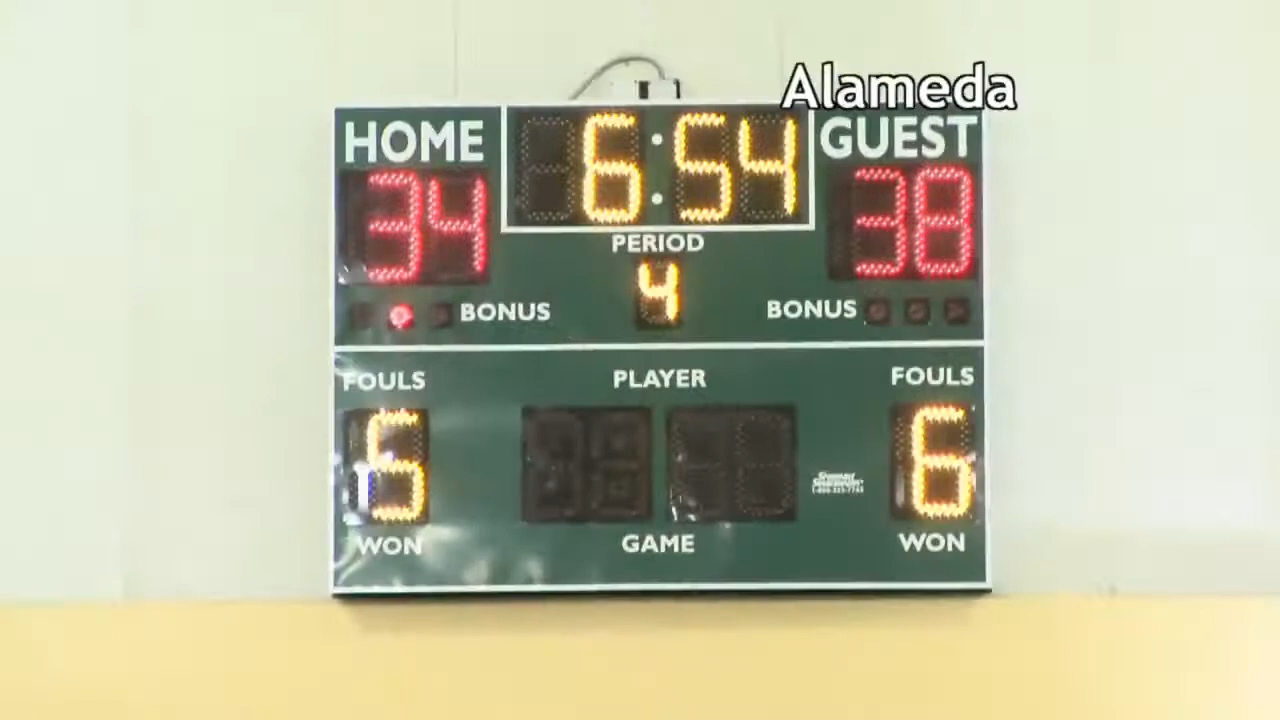 Alameda
HOME 6:54 GUEST
34 38
PERIOD
4
BONUS BONUS
FOULS PLAYER FOULS
5 6
WON GAME WON